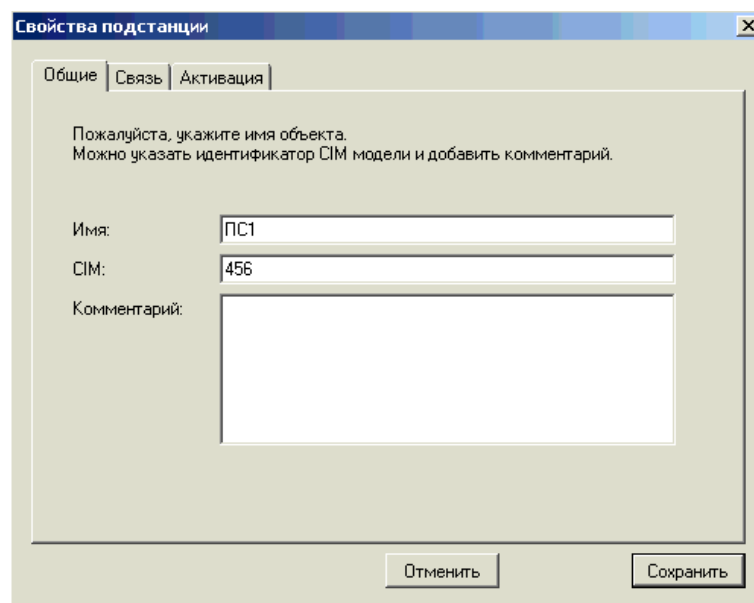 Свойства подстанции
Общие Связь Активация
Пожалуйста, укажите имя объекта.
Можно указать идентификатор CIM модели и добавить комментарий.
Имя: ПС1
CIM: 456
Комментарий:
Отменить Сохранить